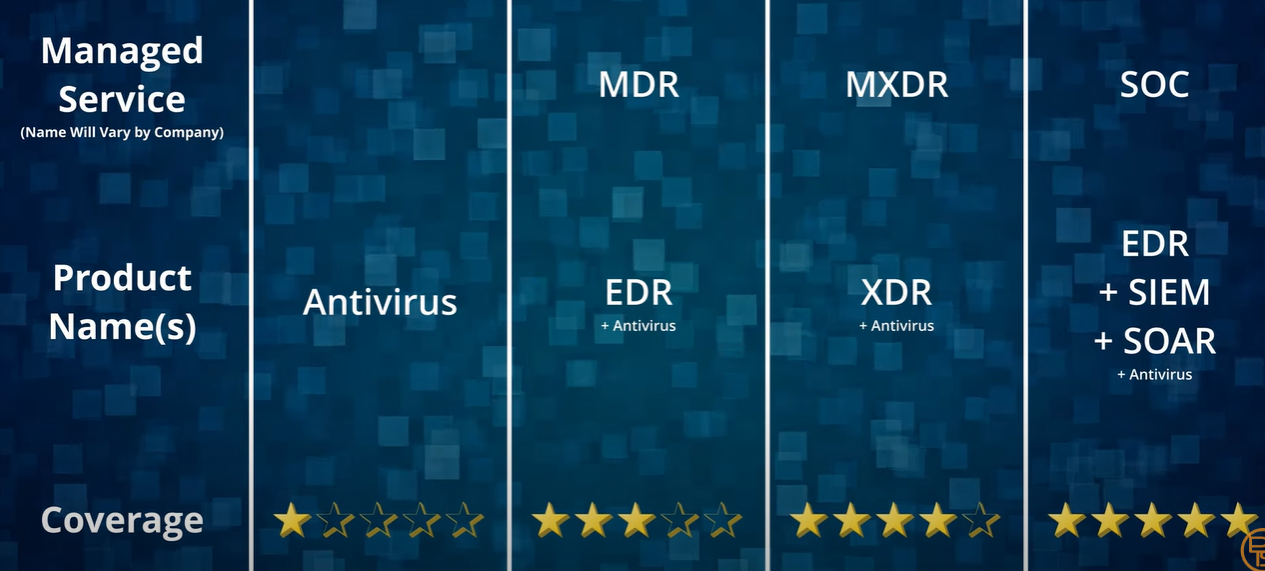 Managed
Service
(Name Will Vary by Company)
MDR
MXDR
SOC
Product
Name(s)
Antivirus
EDR
+ Antivirus
XDR
+ Antivirus
EDR
+ SIEM
+ SOAR
+ Antivirus
Coverage